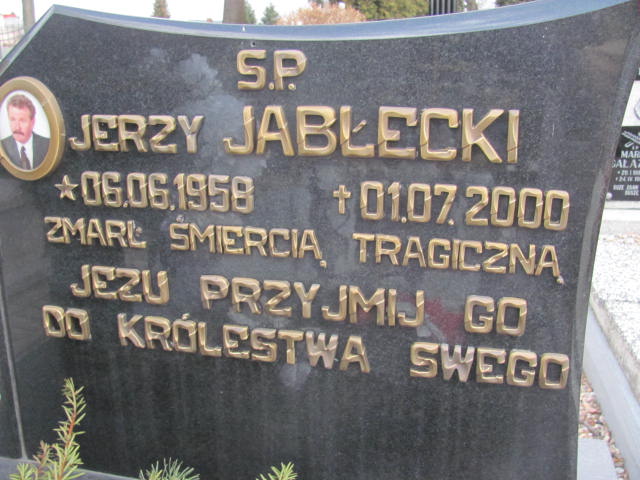 S.P.
JERZY JABŁECKI
★06.06.1958 †01.07.2000
ZMARŁ ŚMIERCIĄ TRAGICZNĄ
JEZU PRZYJMIJ GO
DO KRÓLESTWA SWEGO